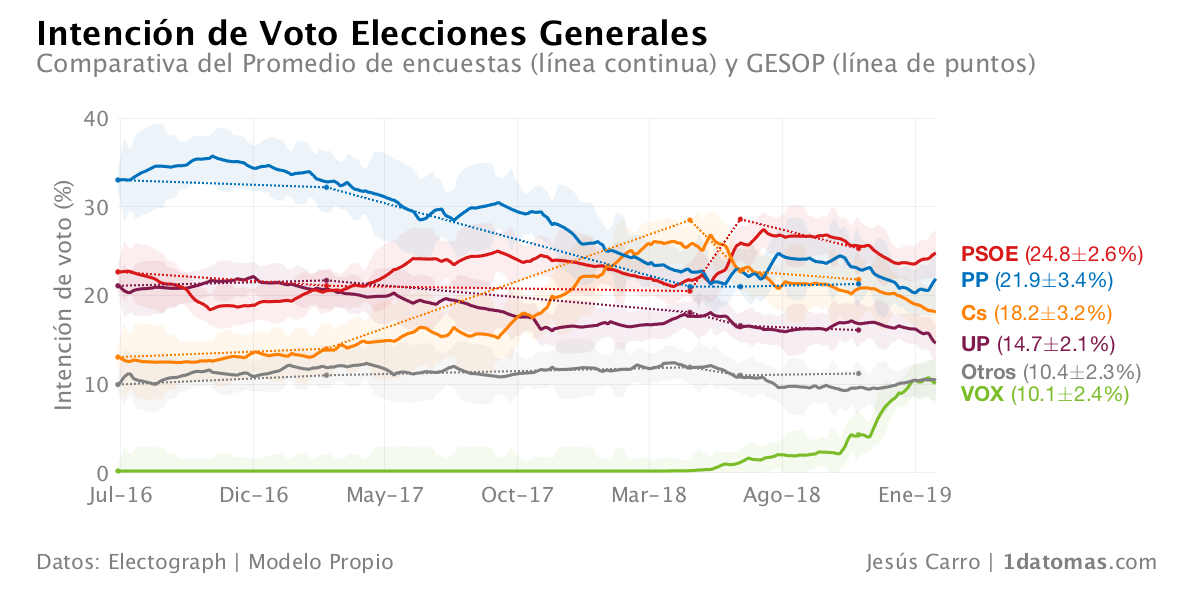 Intención de Voto Elecciones Generales
Comparativa del Promedio de encuestas (línea continua) y GESOP (línea de puntos)
Intención de voto (%)
40
30
20
10
0
Jul-16 Dic-16 May-17 Oct-17 Mar-18 Ago-18 Ene-19
PSOE (24.8±2.6%)
PP (21.9±3.4%)
Cs (18.2±3.2%)
UP (14.7±2.1%)
Otros (10.4±2.3%)
VOX (10.1±2.4%)
Datos: Electograph | Modelo Propio
Jesús Carro | 1datomas.com